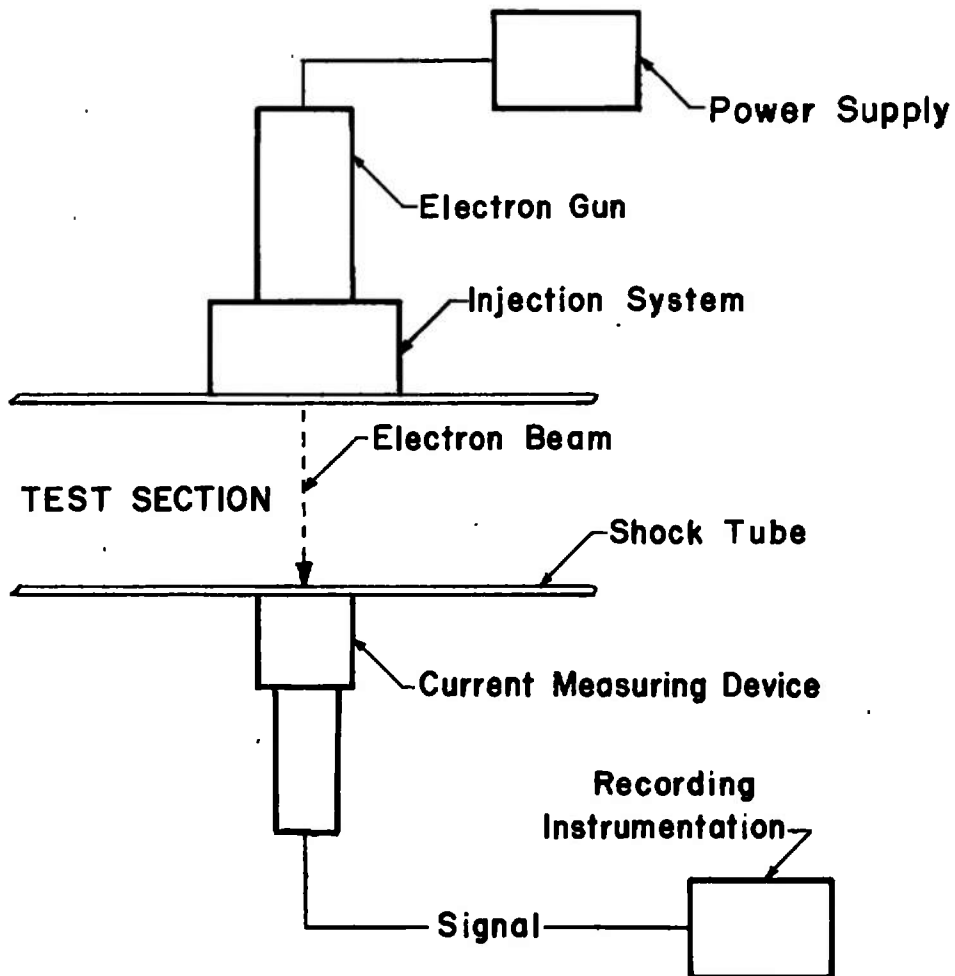 Power Supply
Electron Gun
Injection System
Electron Beam
TEST SECTION
Shock Tube
Current Measuring Device
Recording
Instrumentation
Signal